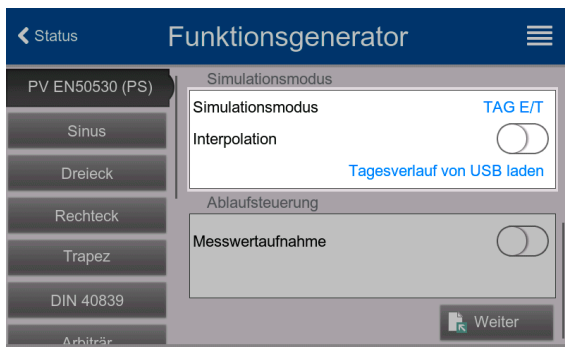 Status
Funktionsgenerator
PV EN50530 (PS)
Sinus
Dreieck
Rechteck
Trapez
DIN 40839
Arbiträr
Simulationsmodus
Simulationsmodus TAG E/T
Interpolation
Tagesverlauf von USB laden
Ablaufsteuerung
Messwertaufnahme
Weiter